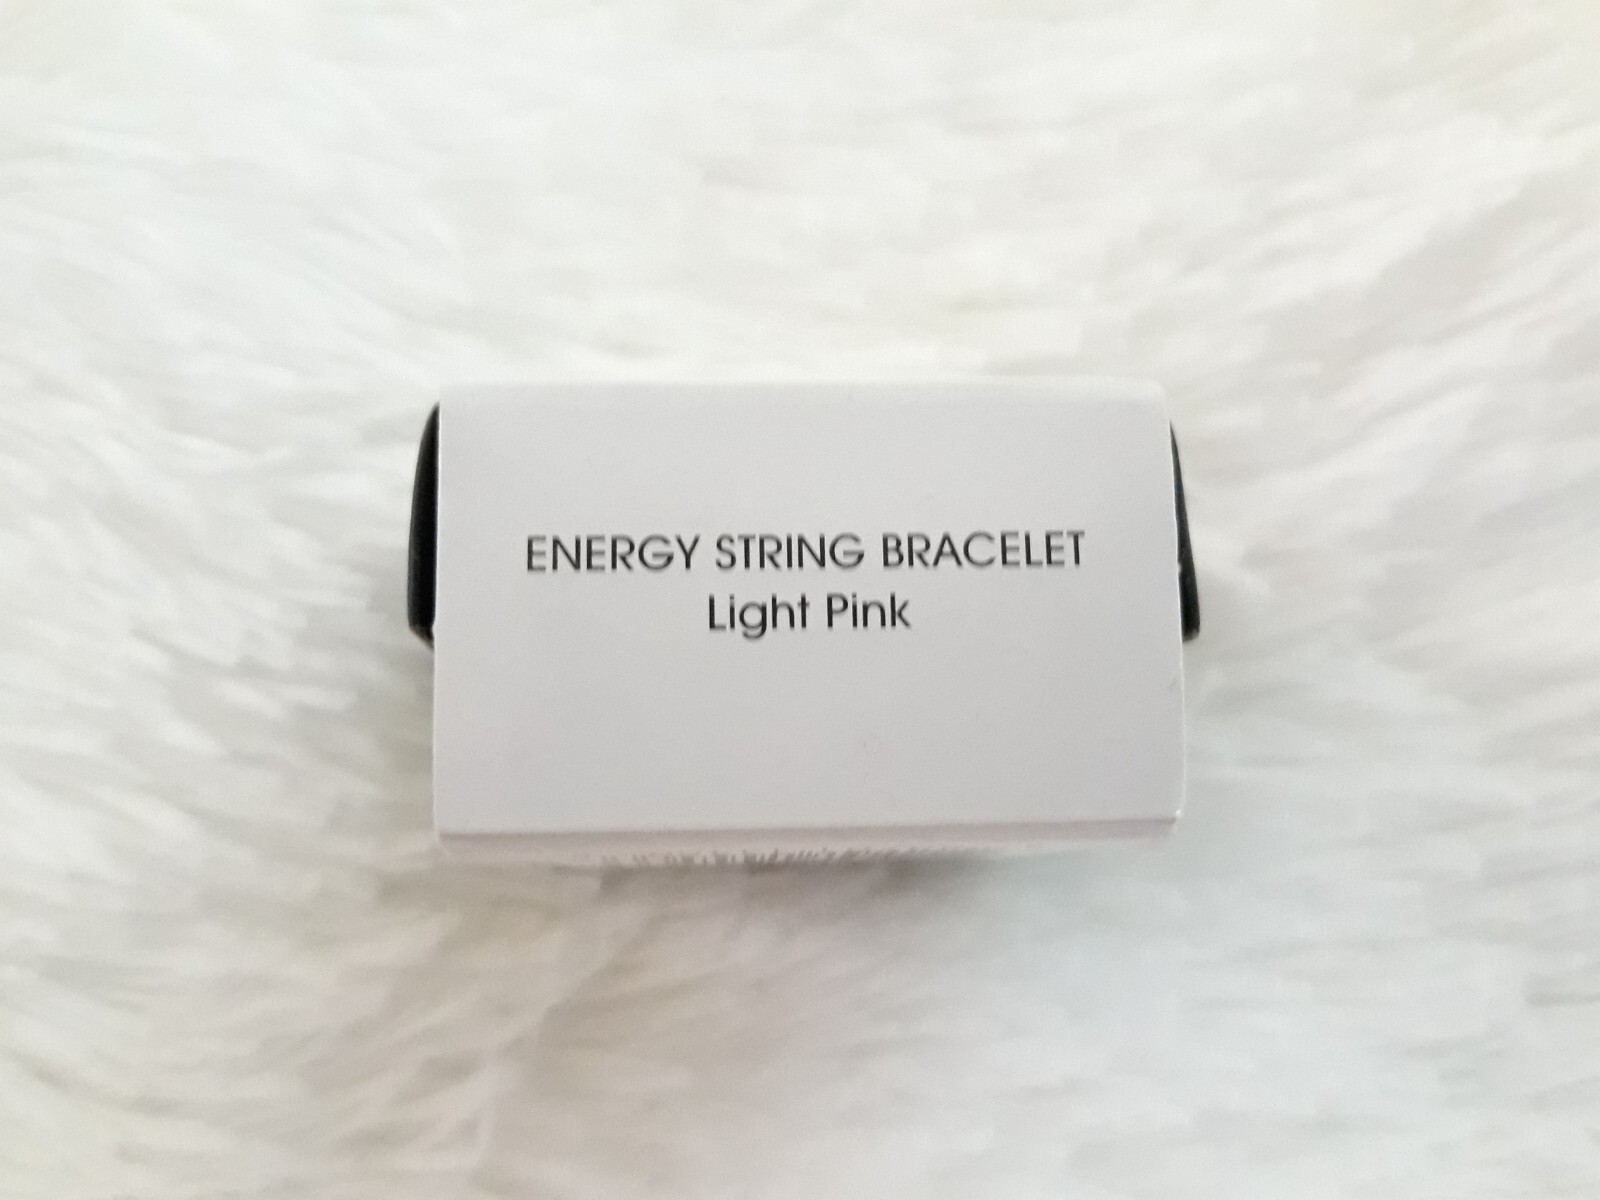 ENERGY STRING BRACELET
Light Pink